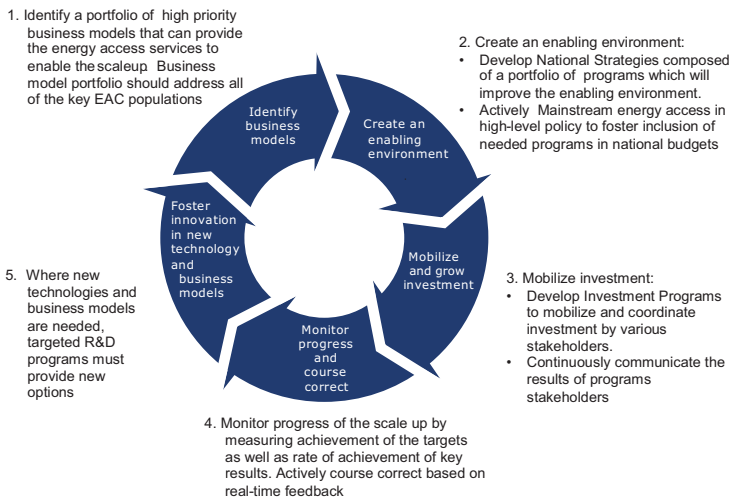 1. Identify a portfolio of high priority
business models that can provide
the energy access services to
enable the scaleup. Business
model portfolio should address all
of the key EAC populations
2. Create an enabling environment:
• Develop National Strategies composed
of a portfolio of programs which will
improve the enabling environment.
• Actively Mainstream energy access in
high-level policy to foster inclusion of
needed programs in national budgets
Identify
business
models
Create an
enabling
environment
Foster
innovation
in new
technology
and
business
models
Mobilize
and grow
investment
Monitor
progress
and
course
correct
3. Mobilize investment:
• Develop Investment Programs
to mobilize and coordinate
investment by various
stakeholders.
• Continuously communicate the
results of programs
stakeholders
5. Where new
technologies and
business models
are needed,
targeted R&D
programs must
provide new
options
4. Monitor progress of the scale up by
measuring achievement of the targets
as well as rate of achievement of key
results. Actively course correct based on
real-time feedback